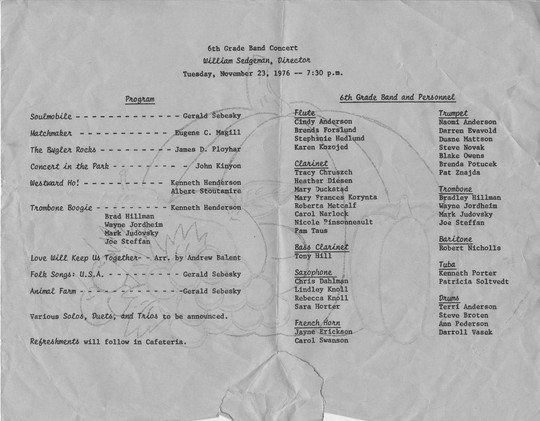 6th Grade Band Concert
William Sedgeman, Director
Tuesday, November 23, 1976 -- 7:30 p.m.
Program
Soulmobile - - - - - - - - - - - - - - Gerald Sebesky
Matchmaker - - - - - - - - - - - - - Eugene C. Magill
The Bugler Rocks - - - - - - - - - - James D. Ployhar
Concert in the Park - - - - - - - - - John Kinyon
Westward Ho! - - - - - - - - - - - - Kenneth Henderson
Albert Stoutamire
Trombone Boogie - - - - - - - - - - - Kenneth Henderson
Brad Hillman
Wayne Jordheim
Mark Judovsky
Joe Steffan
Love Will Keep Us Together- - Arr. by Andrew Balent
Folk Songs: U.S.A. - - - - - - - - - - Gerald Sebesky
Animal Farm - - - - - - - - - - - - -Gerald Sebesky
Various Solos, Duets, and Trios to be announced.
Refreshments will follow in Cafeteria.
6th Grade Band and Personnel
Flute
Cindy Anderson
Brenda Forslund
Stephanie Hedlund
Karen Kozojed
Clarinet
Tracy Chruszch
Heather Diesen
Mary Duckstad
Mary Frances Korynta
Roberta Metcalf
Carol Narlock
Nicole Pinsonneault
Pam Taus
Bass Clarinet
Tony Hill
Saxophone
Chris Dahlman
Lindley Knoll
Rebecca Knoll
Sara Horter
French Horn
Jayne Erickson
Carol Swanson
Trumpet
Naomi Anderson
Darren Ewavold
Duane Mattson
Steve Novak
Blake Owens
Brenda Potucek
Pat Znajda
Trombone
Bradley Hillman
Wayne Jordheim
Mark Judovsky
Joe Steffan
Baritone
Robert Nicholls
Tuba
Kenneth Porter
Patricia Soltvedt
Drums
Terri Anderson
Steve Broten
Ann Pederson
Darroll Vasek